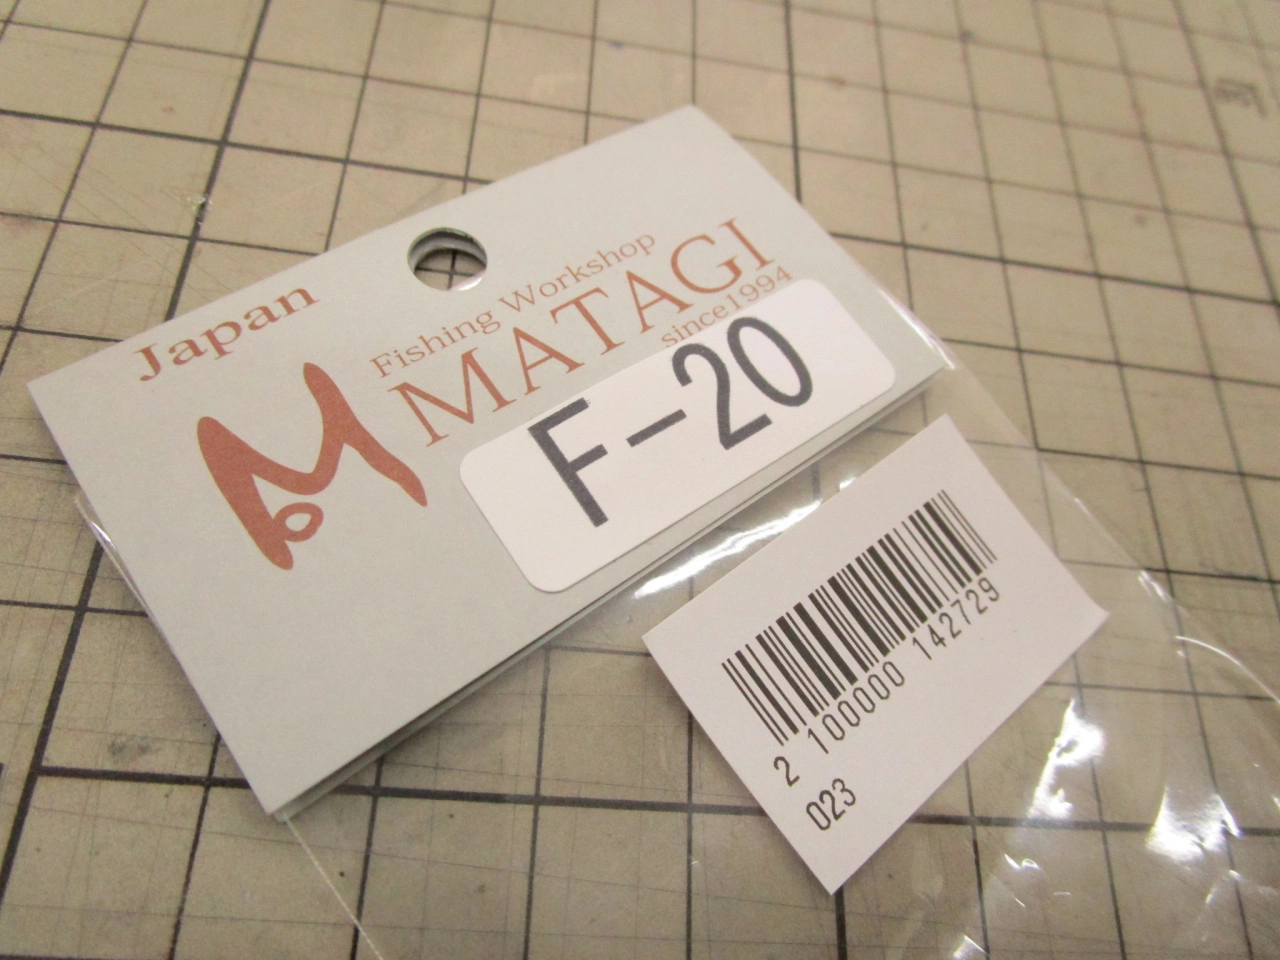 Japan
Fishing Workshop
MATAGI
since1994
F-20
2 100000 142729
023